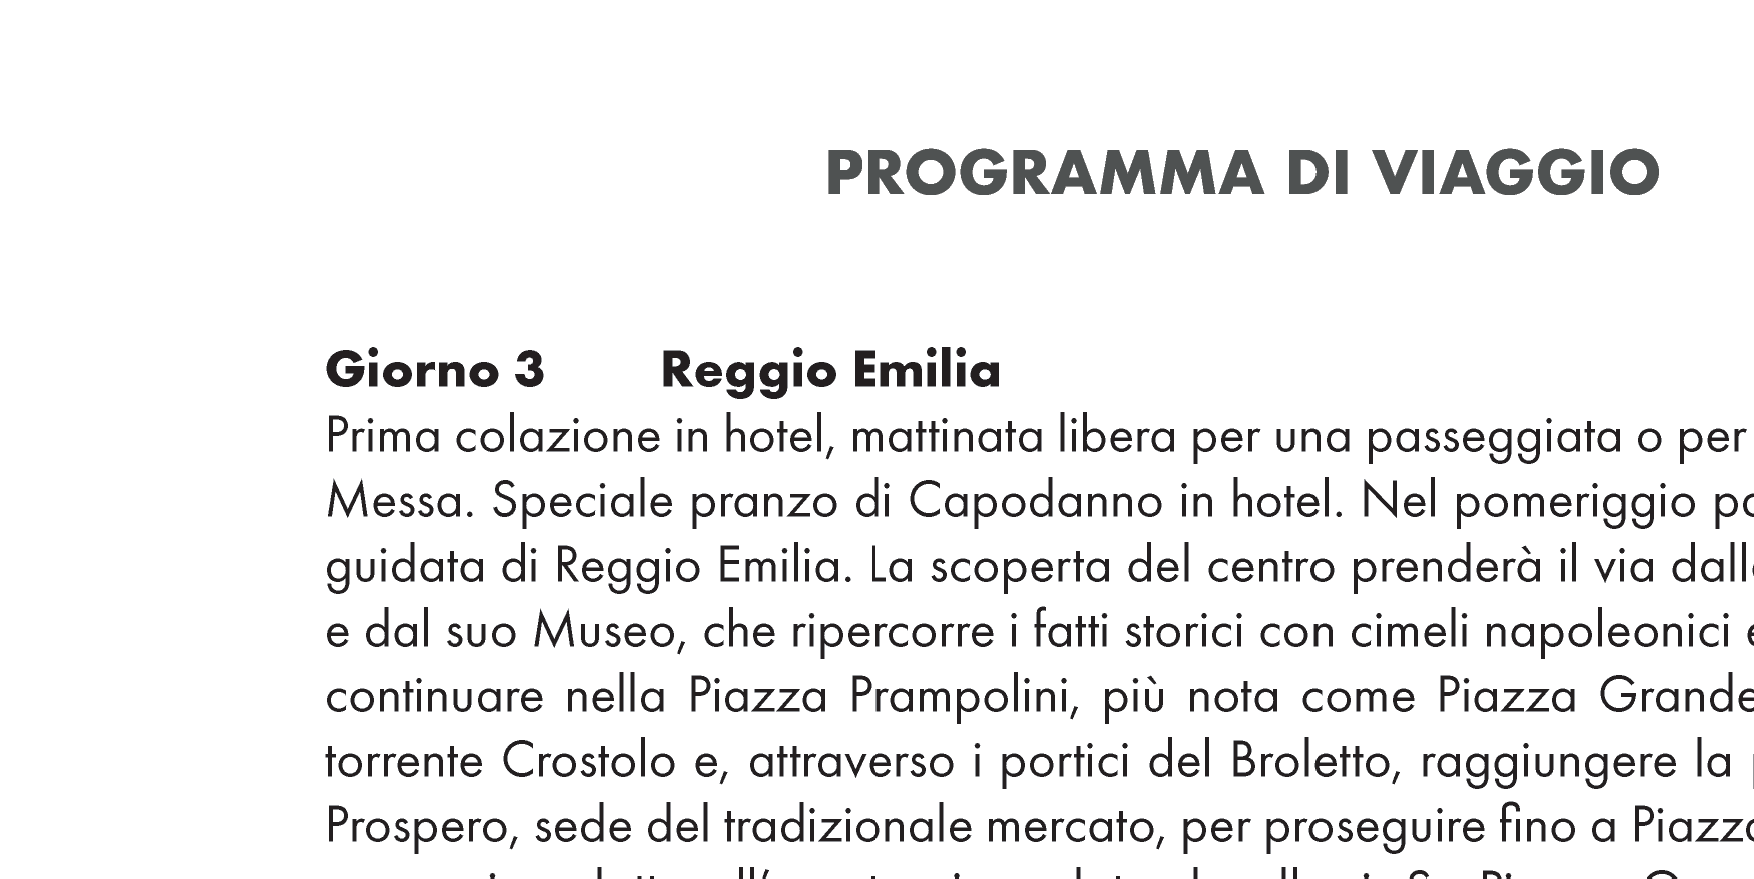 PROGRAMMA DI VIAGGIO
Giorno 3 Reggio Emilia
Prima colazione in hotel, mattinata libera per una passeggiata o per
Messa. Speciale pranzo di Capodanno in hotel. Nel pomeriggio
guidata di Reggio Emilia. La scoperta del centro prenderà il via
e dal suo Museo, che ripercorre i fatti storici con cimeli napoleonici
continuare nella Piazza Prampolini, più nota come Piazza Grande
torrente Crostolo e, attraverso i portici del Broletto, raggiungere la
Prospero, sede del tradizionale mercato, per proseguire fino a